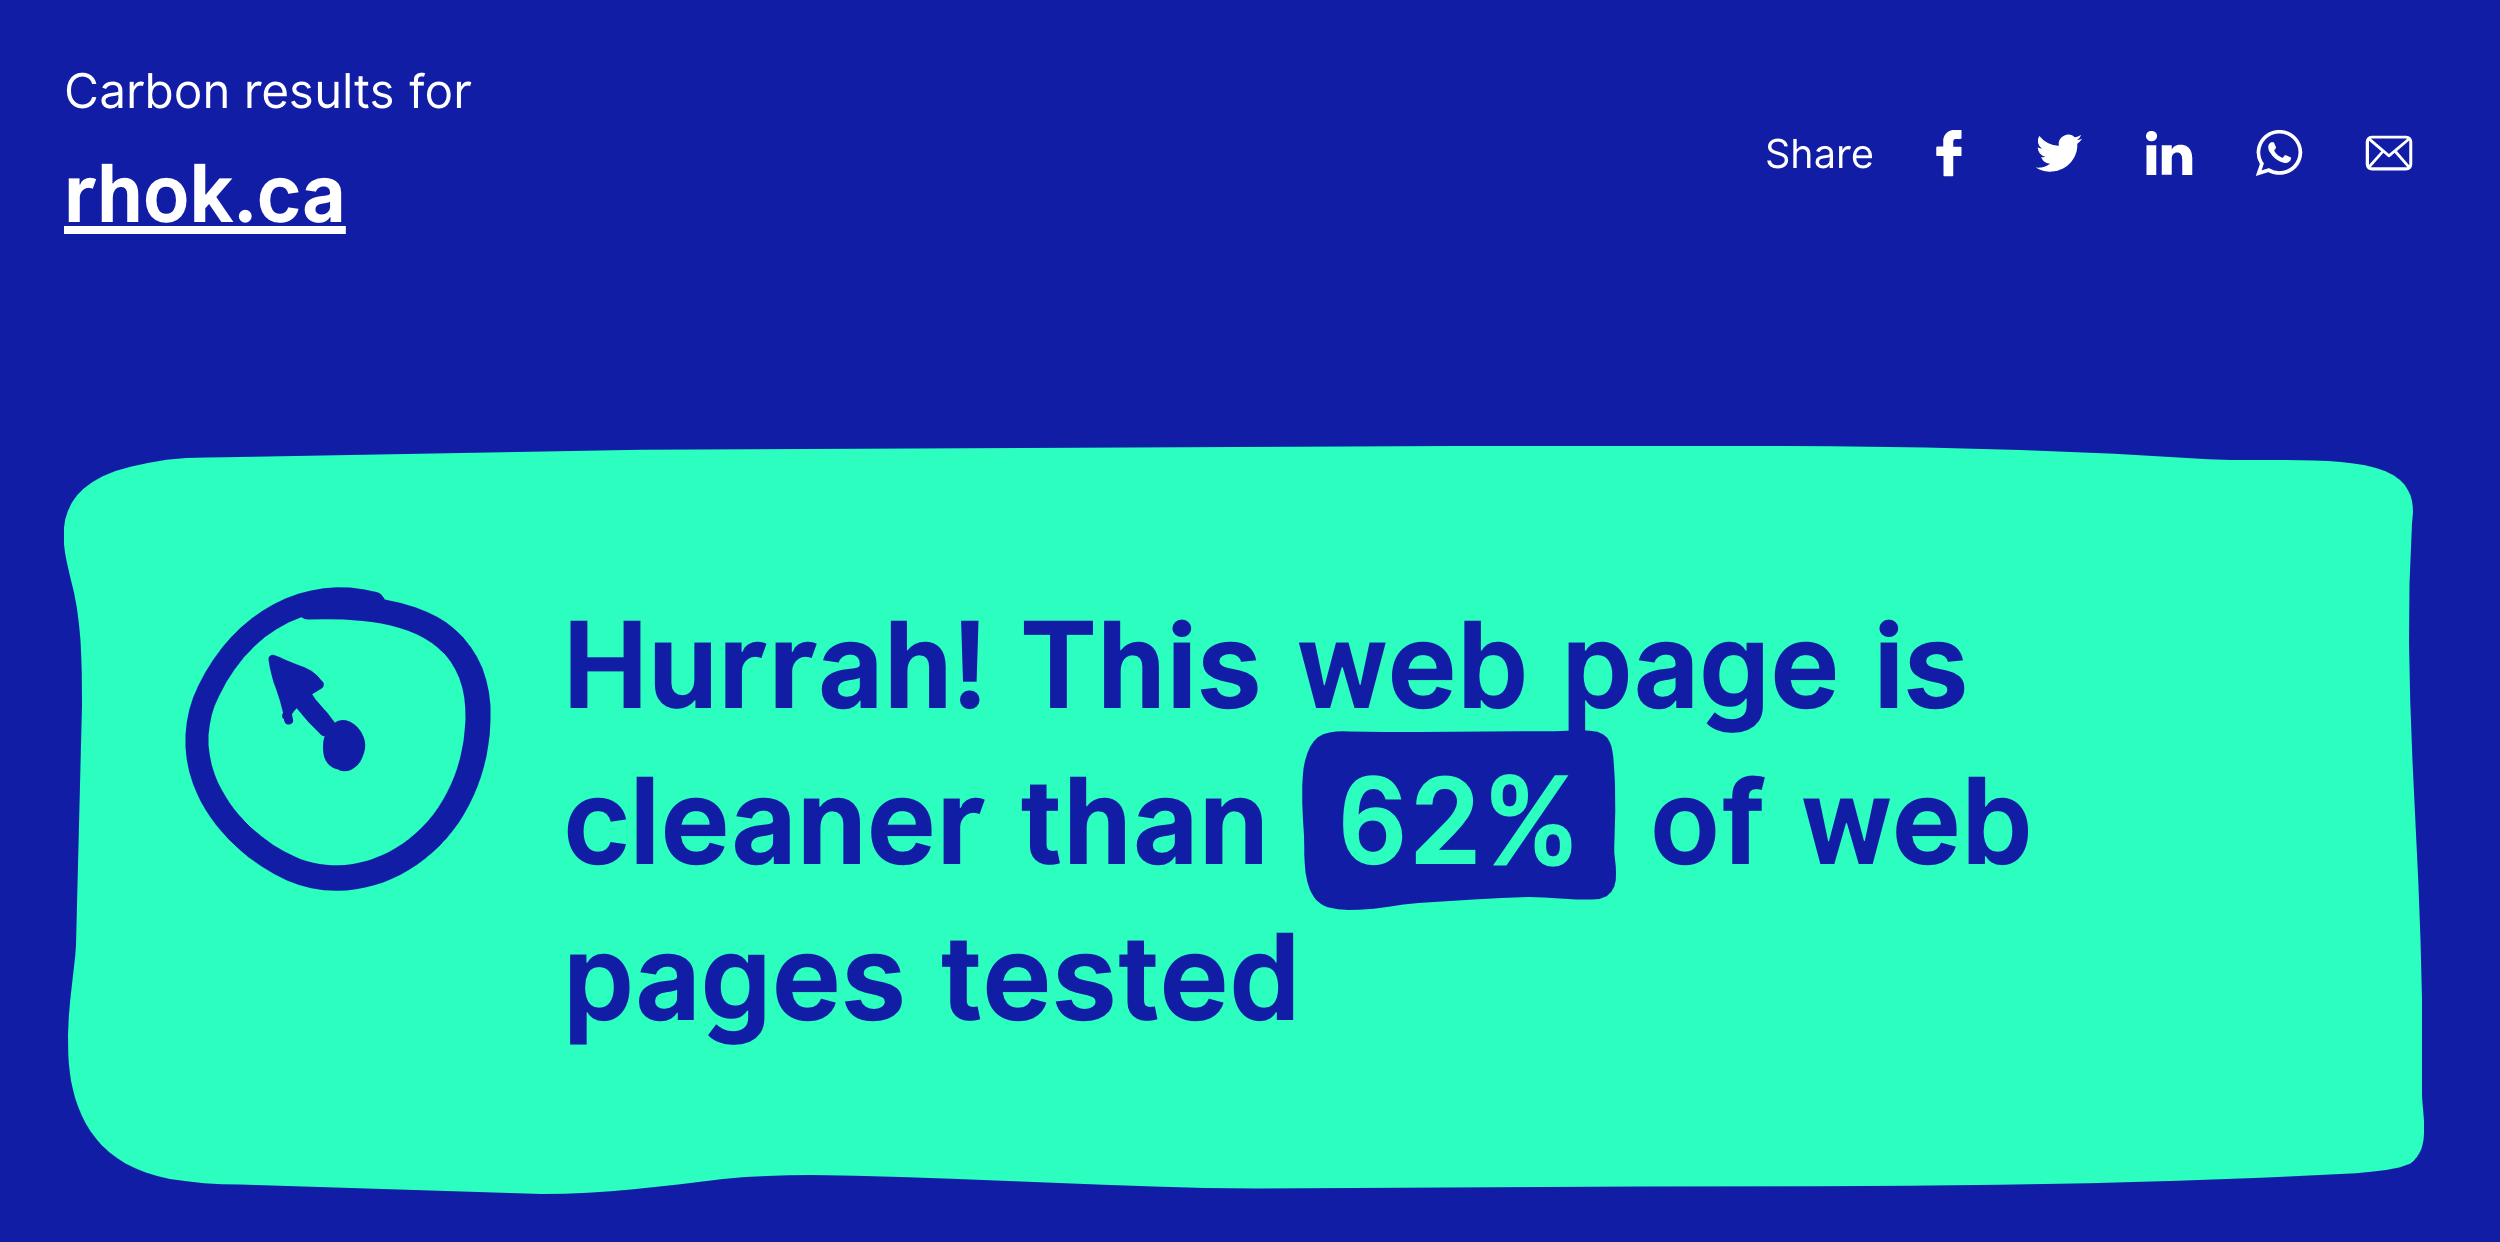 Carbon results for
rhok.ca
Share
Hurrah! This web page is
cleaner than 62% of web
pages tested